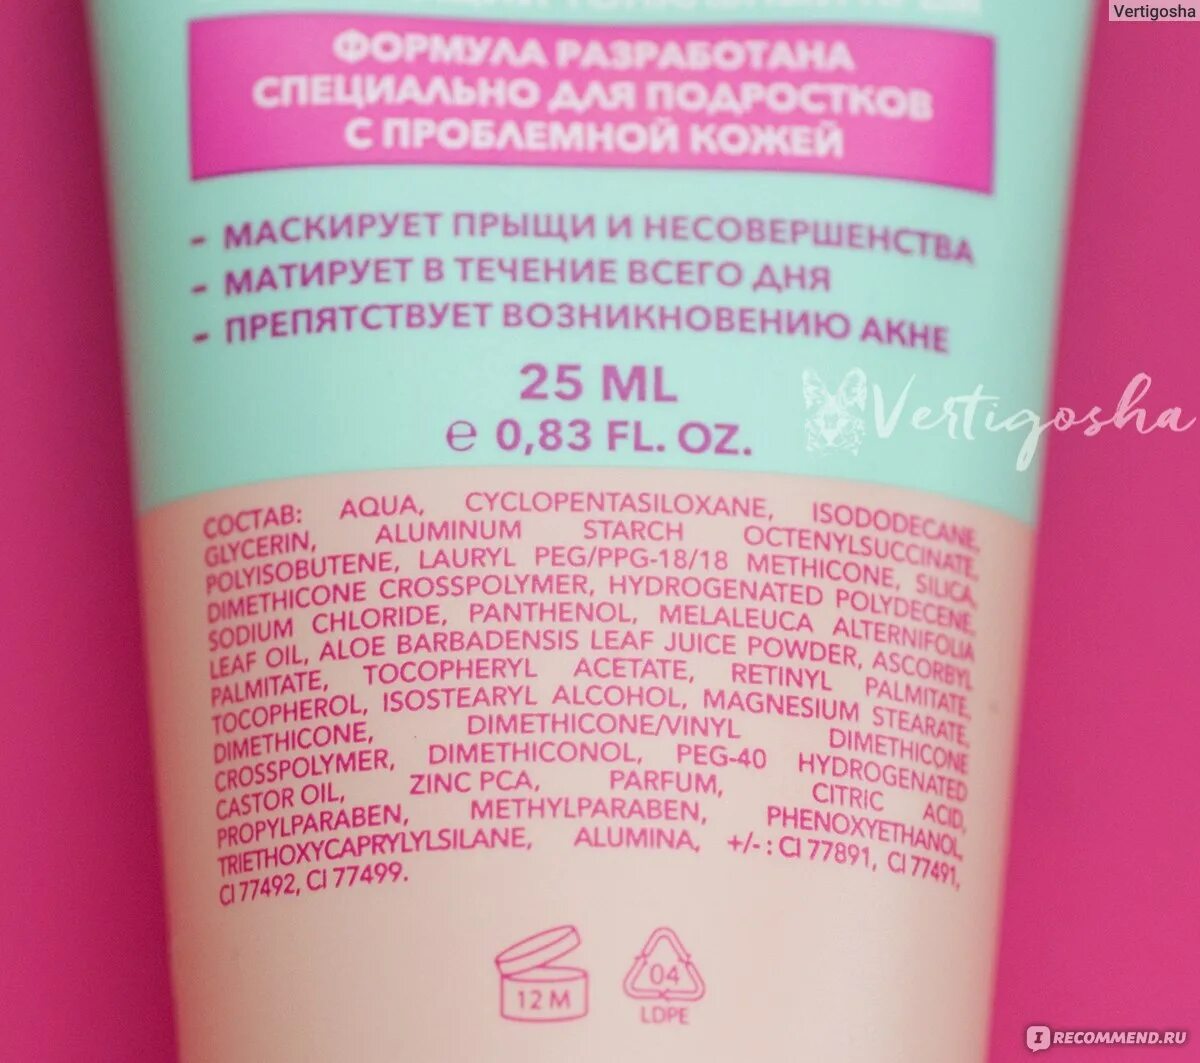 Vertigosha
ФОРМУЛА РАЗРАБОТАНА
СПЕЦИАЛЬНО ДЛЯ ПОДРОСТКОВ
С ПРОБЛЕМНОЙ КОЖЕЙ
- МАСКИРУЕТ ПРЫЩИ И НЕСОВЕРШЕНСТВА
- МАТИРУЕТ В ТЕЧЕНИЕ ВСЕГО ДНЯ
- ПРЕПЯТСТВУЕТ ВОЗНИКНОВЕНИЮ АКНЕ
25 ML
℮ 0,83 FL. OZ.
Vertigosha
СОСТАВ: AQUA, CYCLOPENTASILOXANE, ISODODECANE,
GLYCERIN, ALUMINUM STARCH OCTENYLSUCCINATE,
POLYISOBUTENE, LAURYL PEG/PPG-18/18 METHICONE, SILICA,
DIMETHICONE CROSSPOLYMER, HYDROGENATED POLYDECENE,
SODIUM CHLORIDE, PANTHENOL, MELALEUCA ALTERNIFOLIA
LEAF OIL, ALOE BARBADENSIS LEAF JUICE POWDER, ASCORBYL
PALMITATE, TOCOPHERYL ACETATE, RETINYL PALMITATE,
TOCOPHEROL, ISOSTEARYL ALCOHOL, MAGNESIUM STEARATE,
DIMETHICONE, DIMETHICONE/VINYL DIMETHICONE
CROSSPOLYMER, DIMETHICONOL, PEG-40 HYDROGENATED
CASTOR OIL, ZINC PCA, PARFUM, CITRIC ACID,
PROPYLPARABEN, METHYLPARABEN, PHENOXYETHANOL,
TRIETHOXYCAPRYLYLSILANE, ALUMINA, +/-: CI 77891, CI 77491,
CI 77492, CI 77499.
12 M
04
LDPE
IRECOMMEND.RU